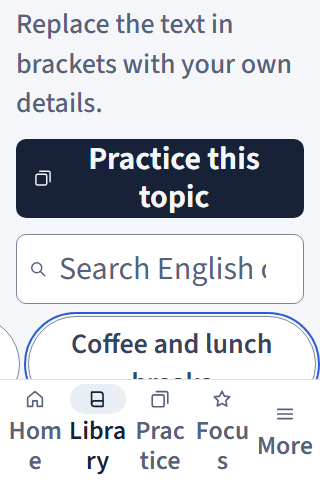 Replace the text in
brackets with your own
details.
Practice this
topic
Search English
Coffee and lunch
Hom
e
Libra
ry
Prac
tice
Focu
s
More